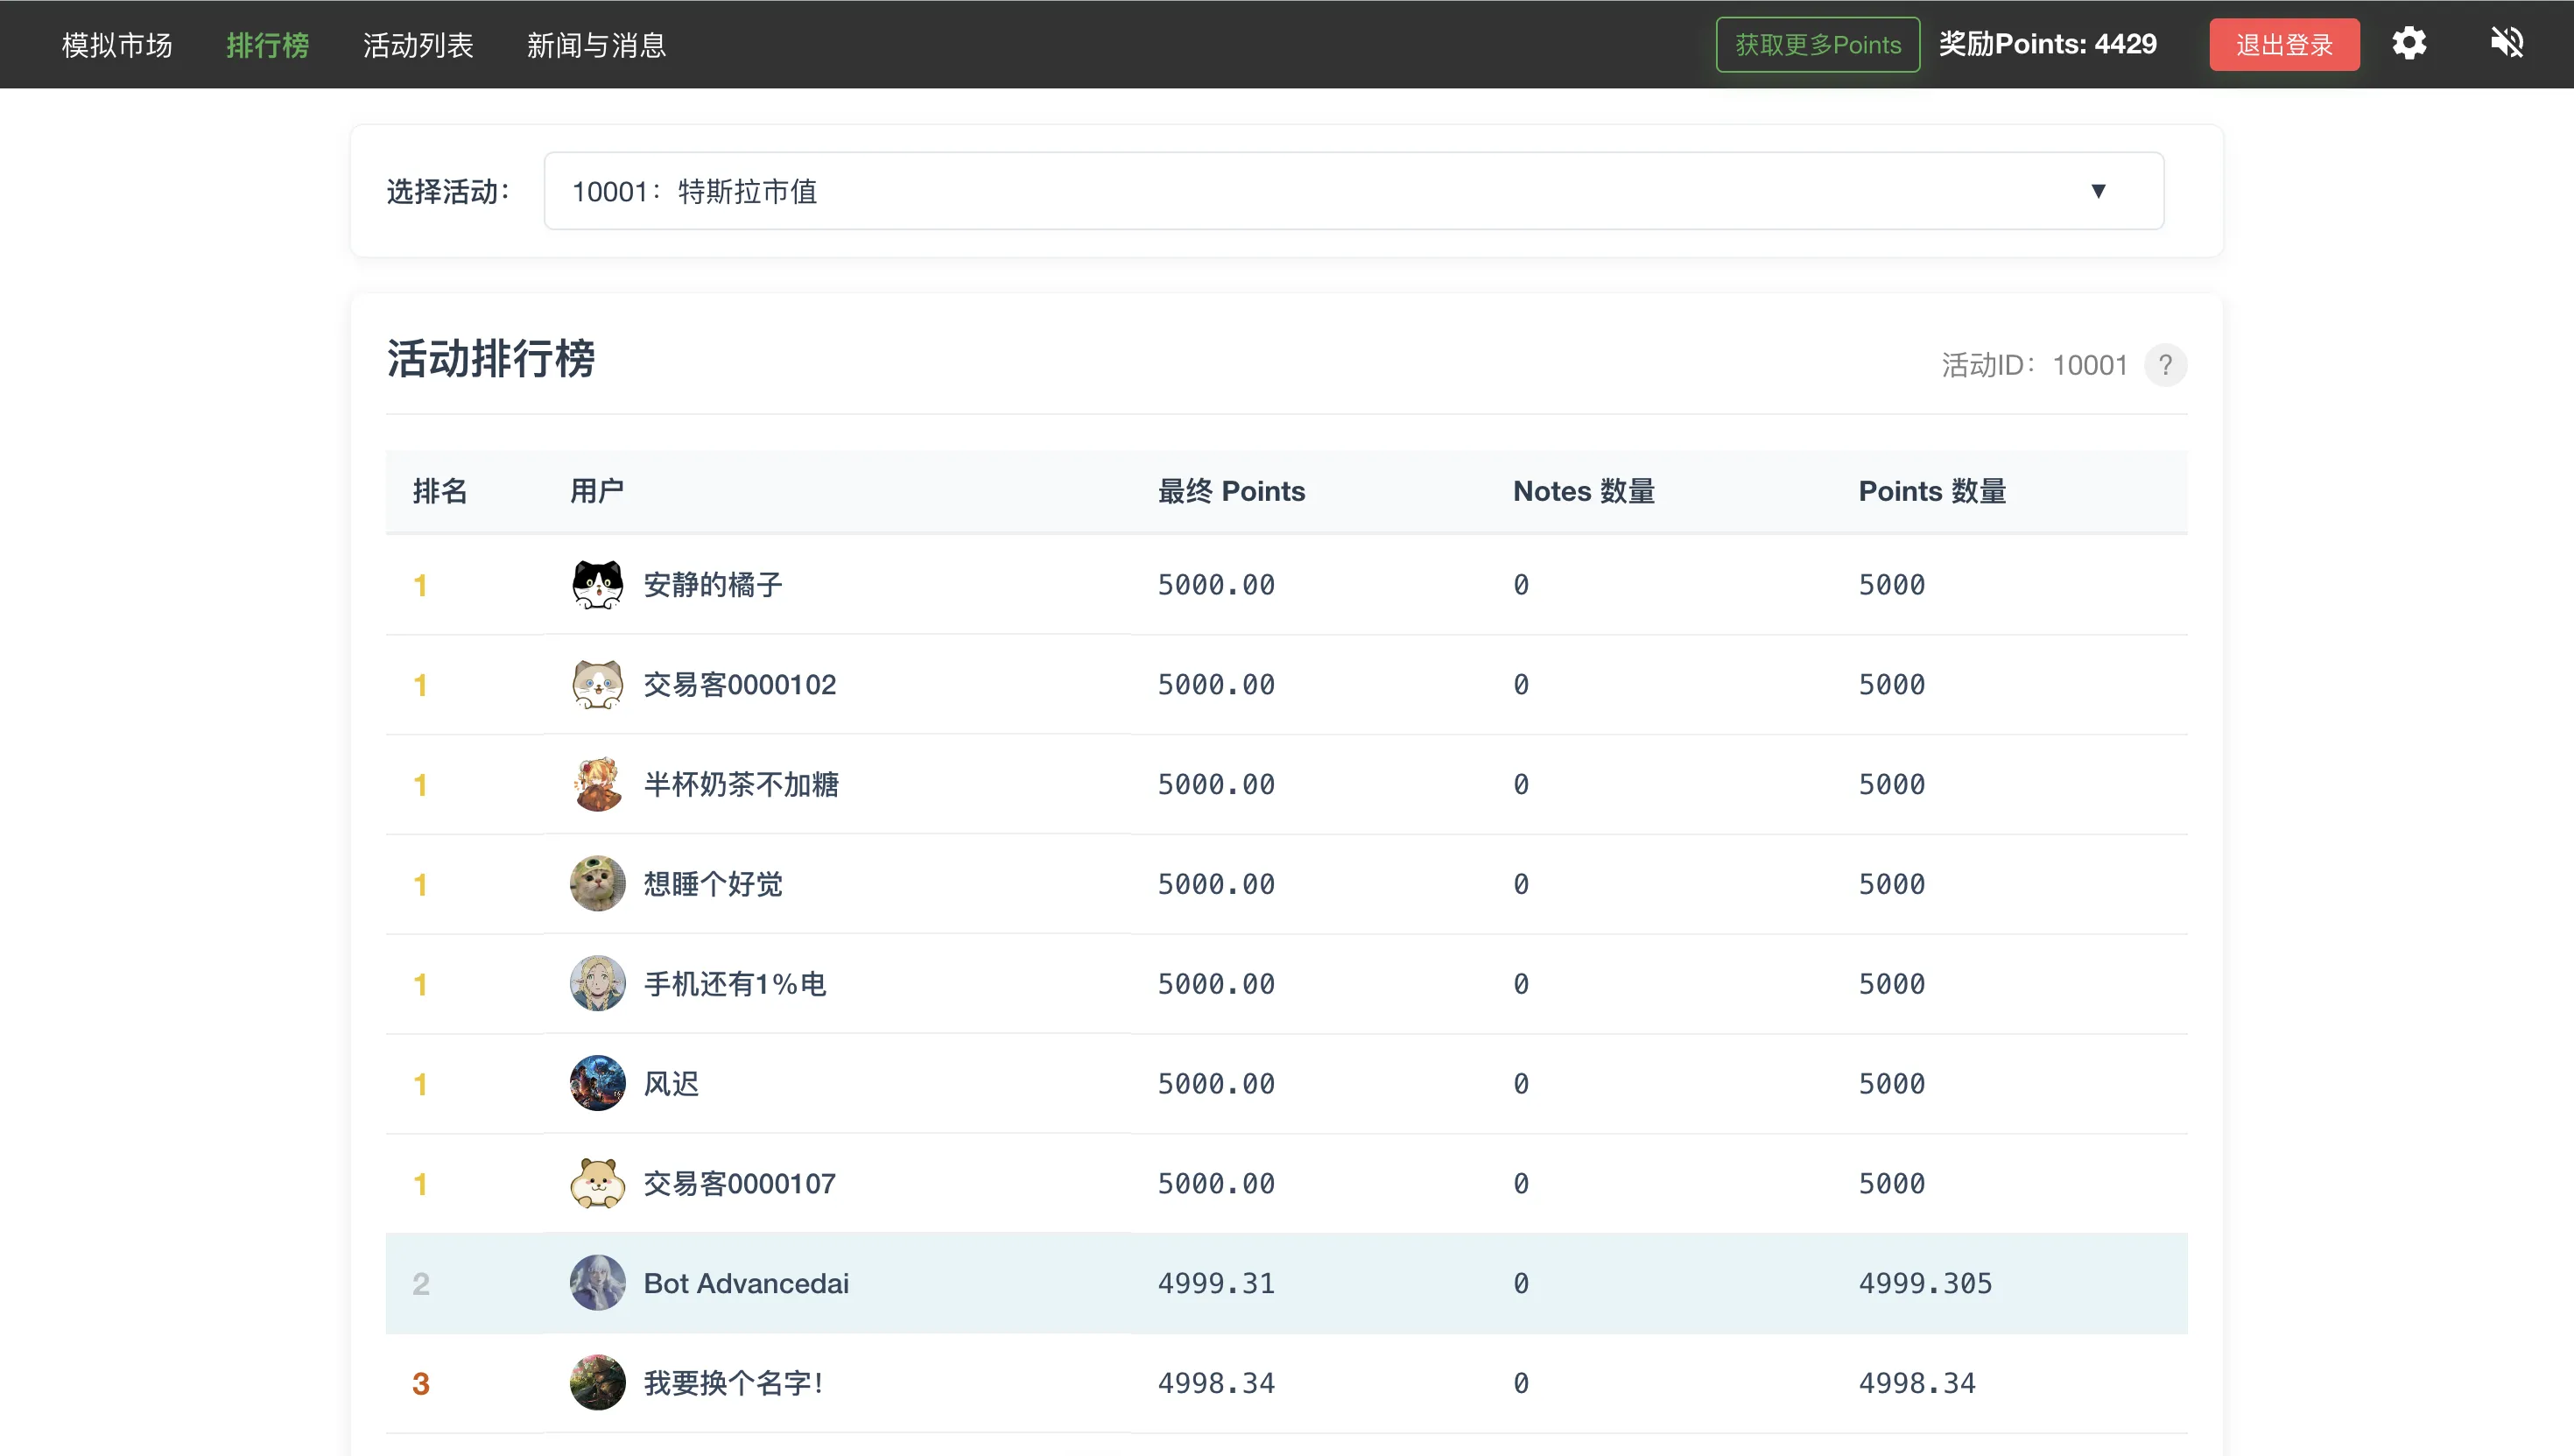 模拟市场 排行榜 活动列表 新闻与消息 获取更多Points 奖励Points: 4429 退出登录
选择活动： 10001：特斯拉市值 ▼
活动排行榜 活动ID：10001 ?
排名 用户 最终 Points Notes 数量 Points 数量
1 安静的橘子 5000.00 0 5000
1 交易客0000102 5000.00 0 5000
1 半杯奶茶不加糖 5000.00 0 5000
1 想睡个好觉 5000.00 0 5000
1 手机还有1%电 5000.00 0 5000
1 风迟 5000.00 0 5000
1 交易客0000107 5000.00 0 5000
2 Bot Advancedai 4999.31 0 4999.305
3 我要换个名字！ 4998.34 0 4998.34